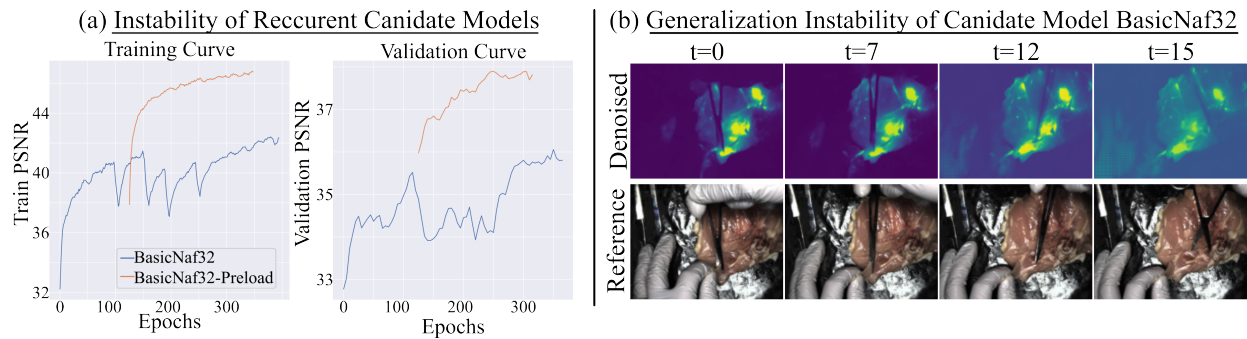 (a) Instability of Reccurent Canidate Models
Training Curve
Train PSNR
44
40
36
32
BasicNaf32
BasicNaf32-Preload
0
100
200
300
Epochs
Validation Curve
Validation PSNR
37
35
33
0
100
200
300
Epochs
(b) Generalization Instability of Canidate Model BasicNaf32
t=0 t=7 t=12 t=15
Denoised
Reference